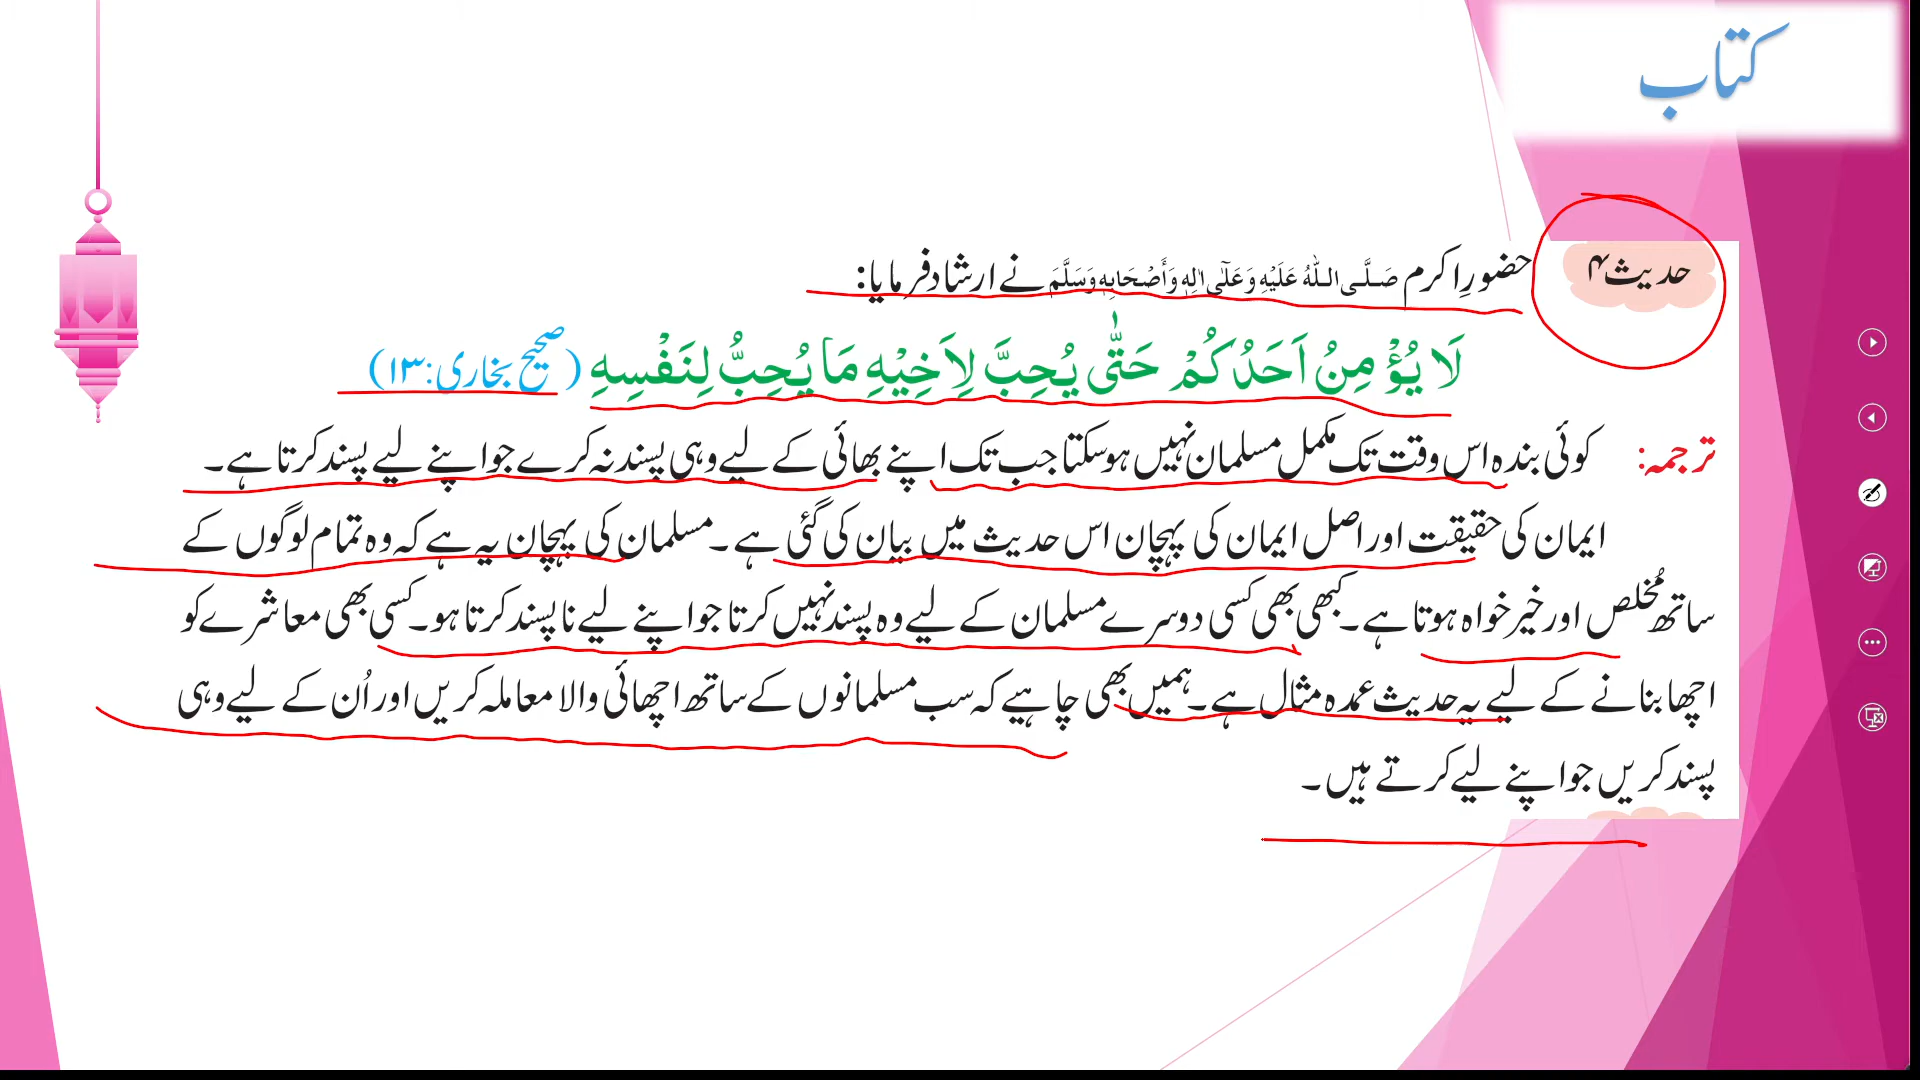 کتاب
حدیث ۴
حضورِ اکرم صَلَّی اللہُ عَلَیْہِ وَعَلٰی اٰلِہٖ وَأَصْحَابِہٖ وَسَلَّمَ نے ارشاد فرمایا:
لَا يُؤْمِنُ اَحَدُكُمْ حَتّٰى يُحِبَّ لِاَخِيْهِ مَا يُحِبُّ لِنَفْسِهِ (صحیح بخاری: ۱۳)
ترجمہ: کوئی بندہ اس وقت تک مکمل مسلمان نہیں ہوسکتا جب تک اپنے بھائی کے لیے وہی پسند نہ کرے جو اپنے لیے پسند کرتا ہے۔
ایمان کی حقیقت اور اصل ایمان کی پہچان اس حدیث میں بیان کی گئی ہے۔ مسلمان کی پہچان یہ ہے کہ وہ تمام لوگوں کے
ساتھ مُخلص اور خیر خواہ ہوتا ہے۔ کبھی بھی کسی دوسرے مسلمان کے لیے وہ پسند نہیں کرتا جو اپنے لیے نا پسند کرتا ہو۔ کسی بھی معاشرے کو
اچھا بنانے کے لیے یہ حدیث عمدہ مثال ہے۔ ہمیں بھی چاہیے کہ سب مسلمانوں کے ساتھ اچھائی والا معاملہ کریں اور اُن کے لیے وہی
پسند کریں جو اپنے لیے کرتے ہیں۔